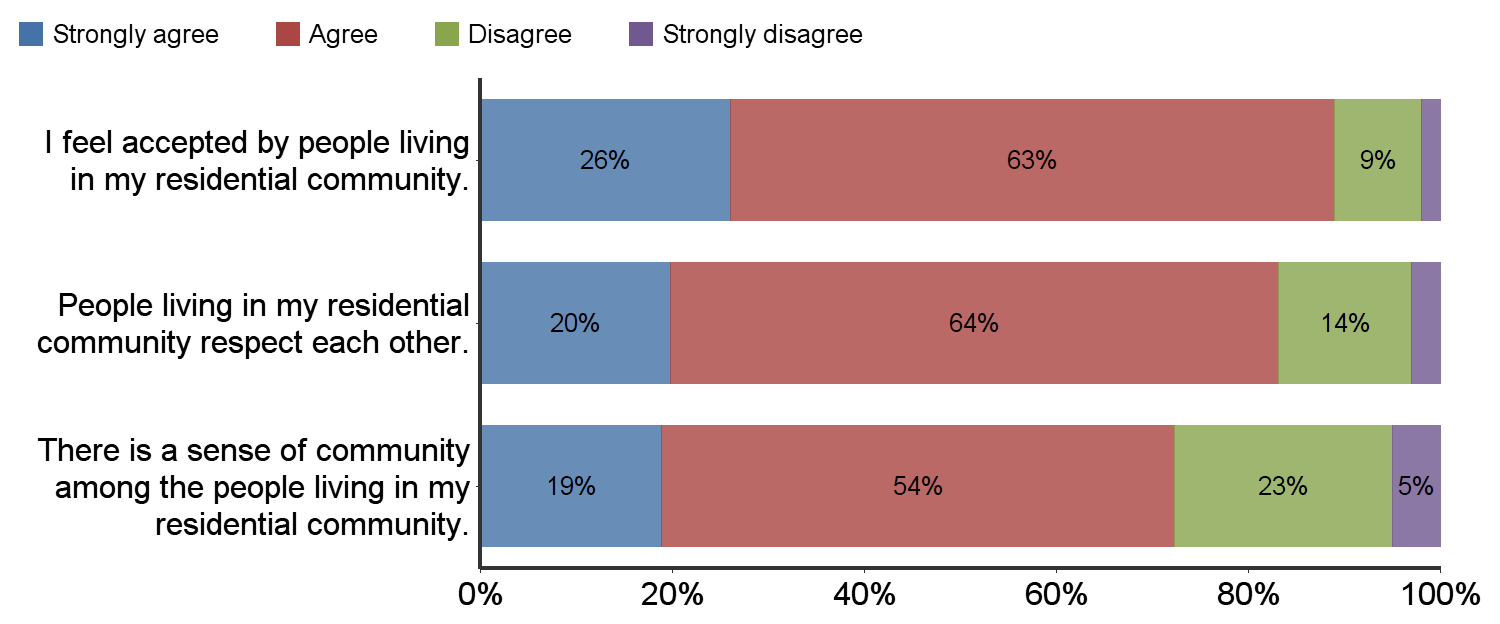 Strongly agree Agree Disagree Strongly disagree
I feel accepted by people living
in my residential community.
26% 63% 9%
People living in my residential
community respect each other.
20% 64% 14%
There is a sense of community
among the people living in my
residential community.
19% 54% 23% 5%
0% 20% 40% 60% 80% 100%